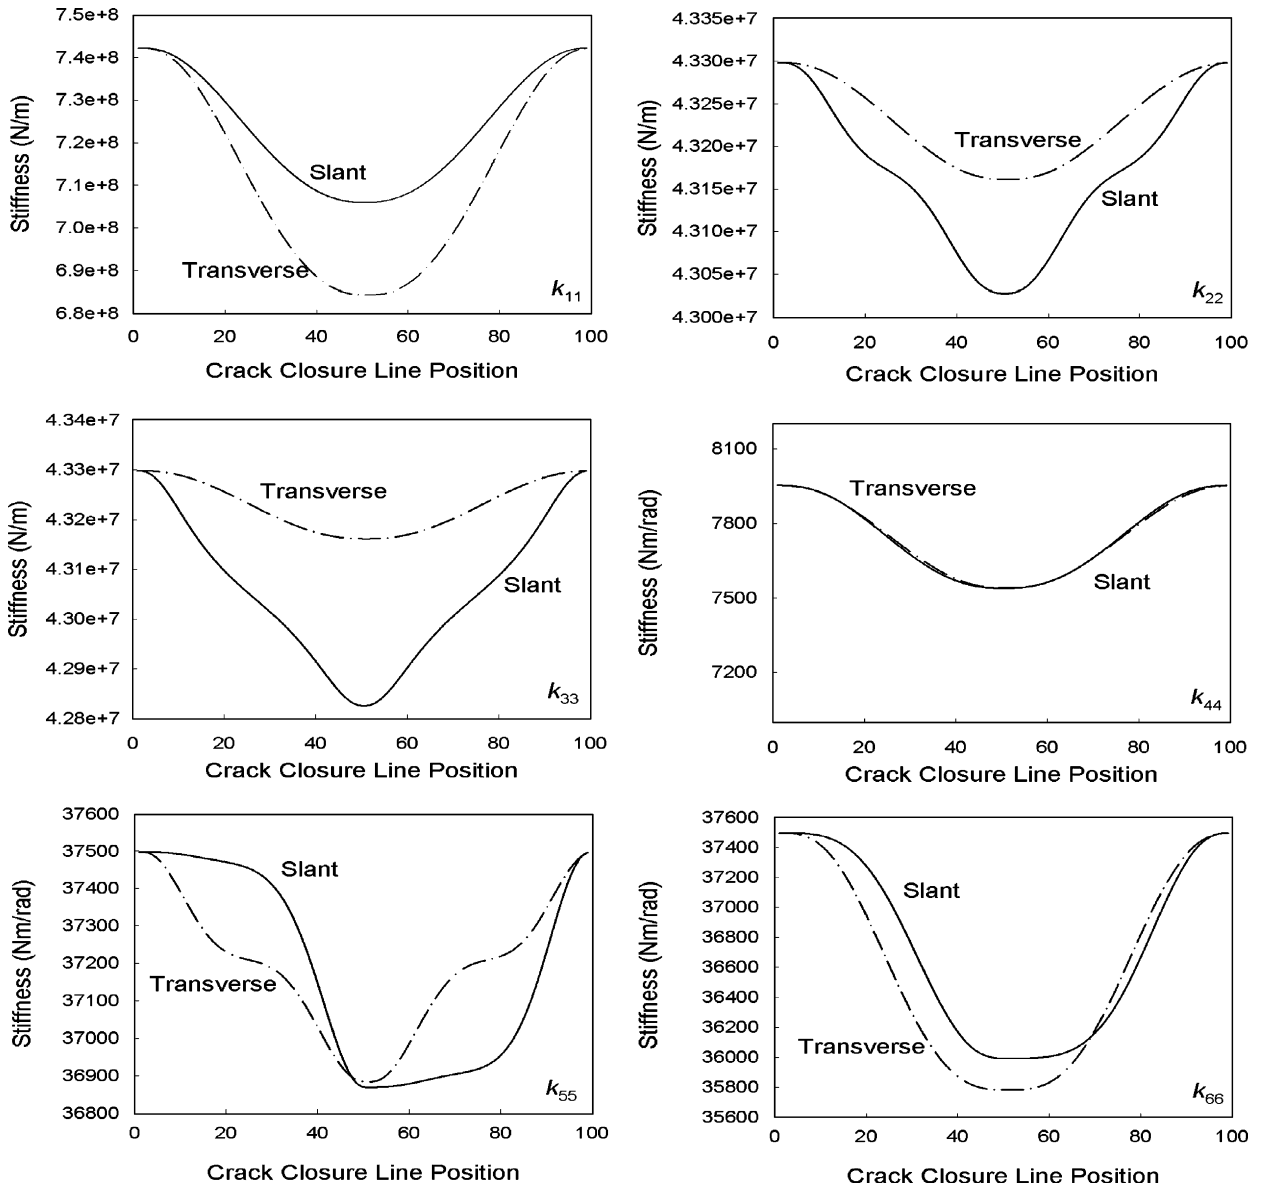 7.5e+8
7.4e+8
7.3e+8
7.2e+8
7.1e+8
7.0e+8
6.9e+8
6.8e+8
Stiffness (N/m)
Slant
Transverse
k11
0 20 40 60 80 100
Crack Closure Line Position
4.335e+7
4.330e+7
4.325e+7
4.320e+7
4.315e+7
4.310e+7
4.305e+7
4.300e+7
Stiffness (N/m)
Transverse
Slant
k22
0 20 40 60 80 100
Crack Closure Line Position
4.34e+7
4.33e+7
4.32e+7
4.31e+7
4.30e+7
4.29e+7
4.28e+7
Stiffness (N/m)
Transverse
Slant
k33
0 20 40 60 80 100
Crack Closure Line Position
8100
7800
7500
7200
Stiffness (Nm/rad)
Transverse
Slant
k44
0 20 40 60 80 100
Crack Closure Line Position
37600
37500
37400
37300
37200
37100
37000
36900
36800
Stiffness (Nm/rad)
Slant
Transverse
k55
0 20 40 60 80 100
Crack Closure Line Position
37600
37400
37200
37000
36800
36600
36400
36200
36000
35800
35600
Stiffness (Nm/rad)
Slant
Transverse
k66
0 20 40 60 80 100
Crack Closure Line Position